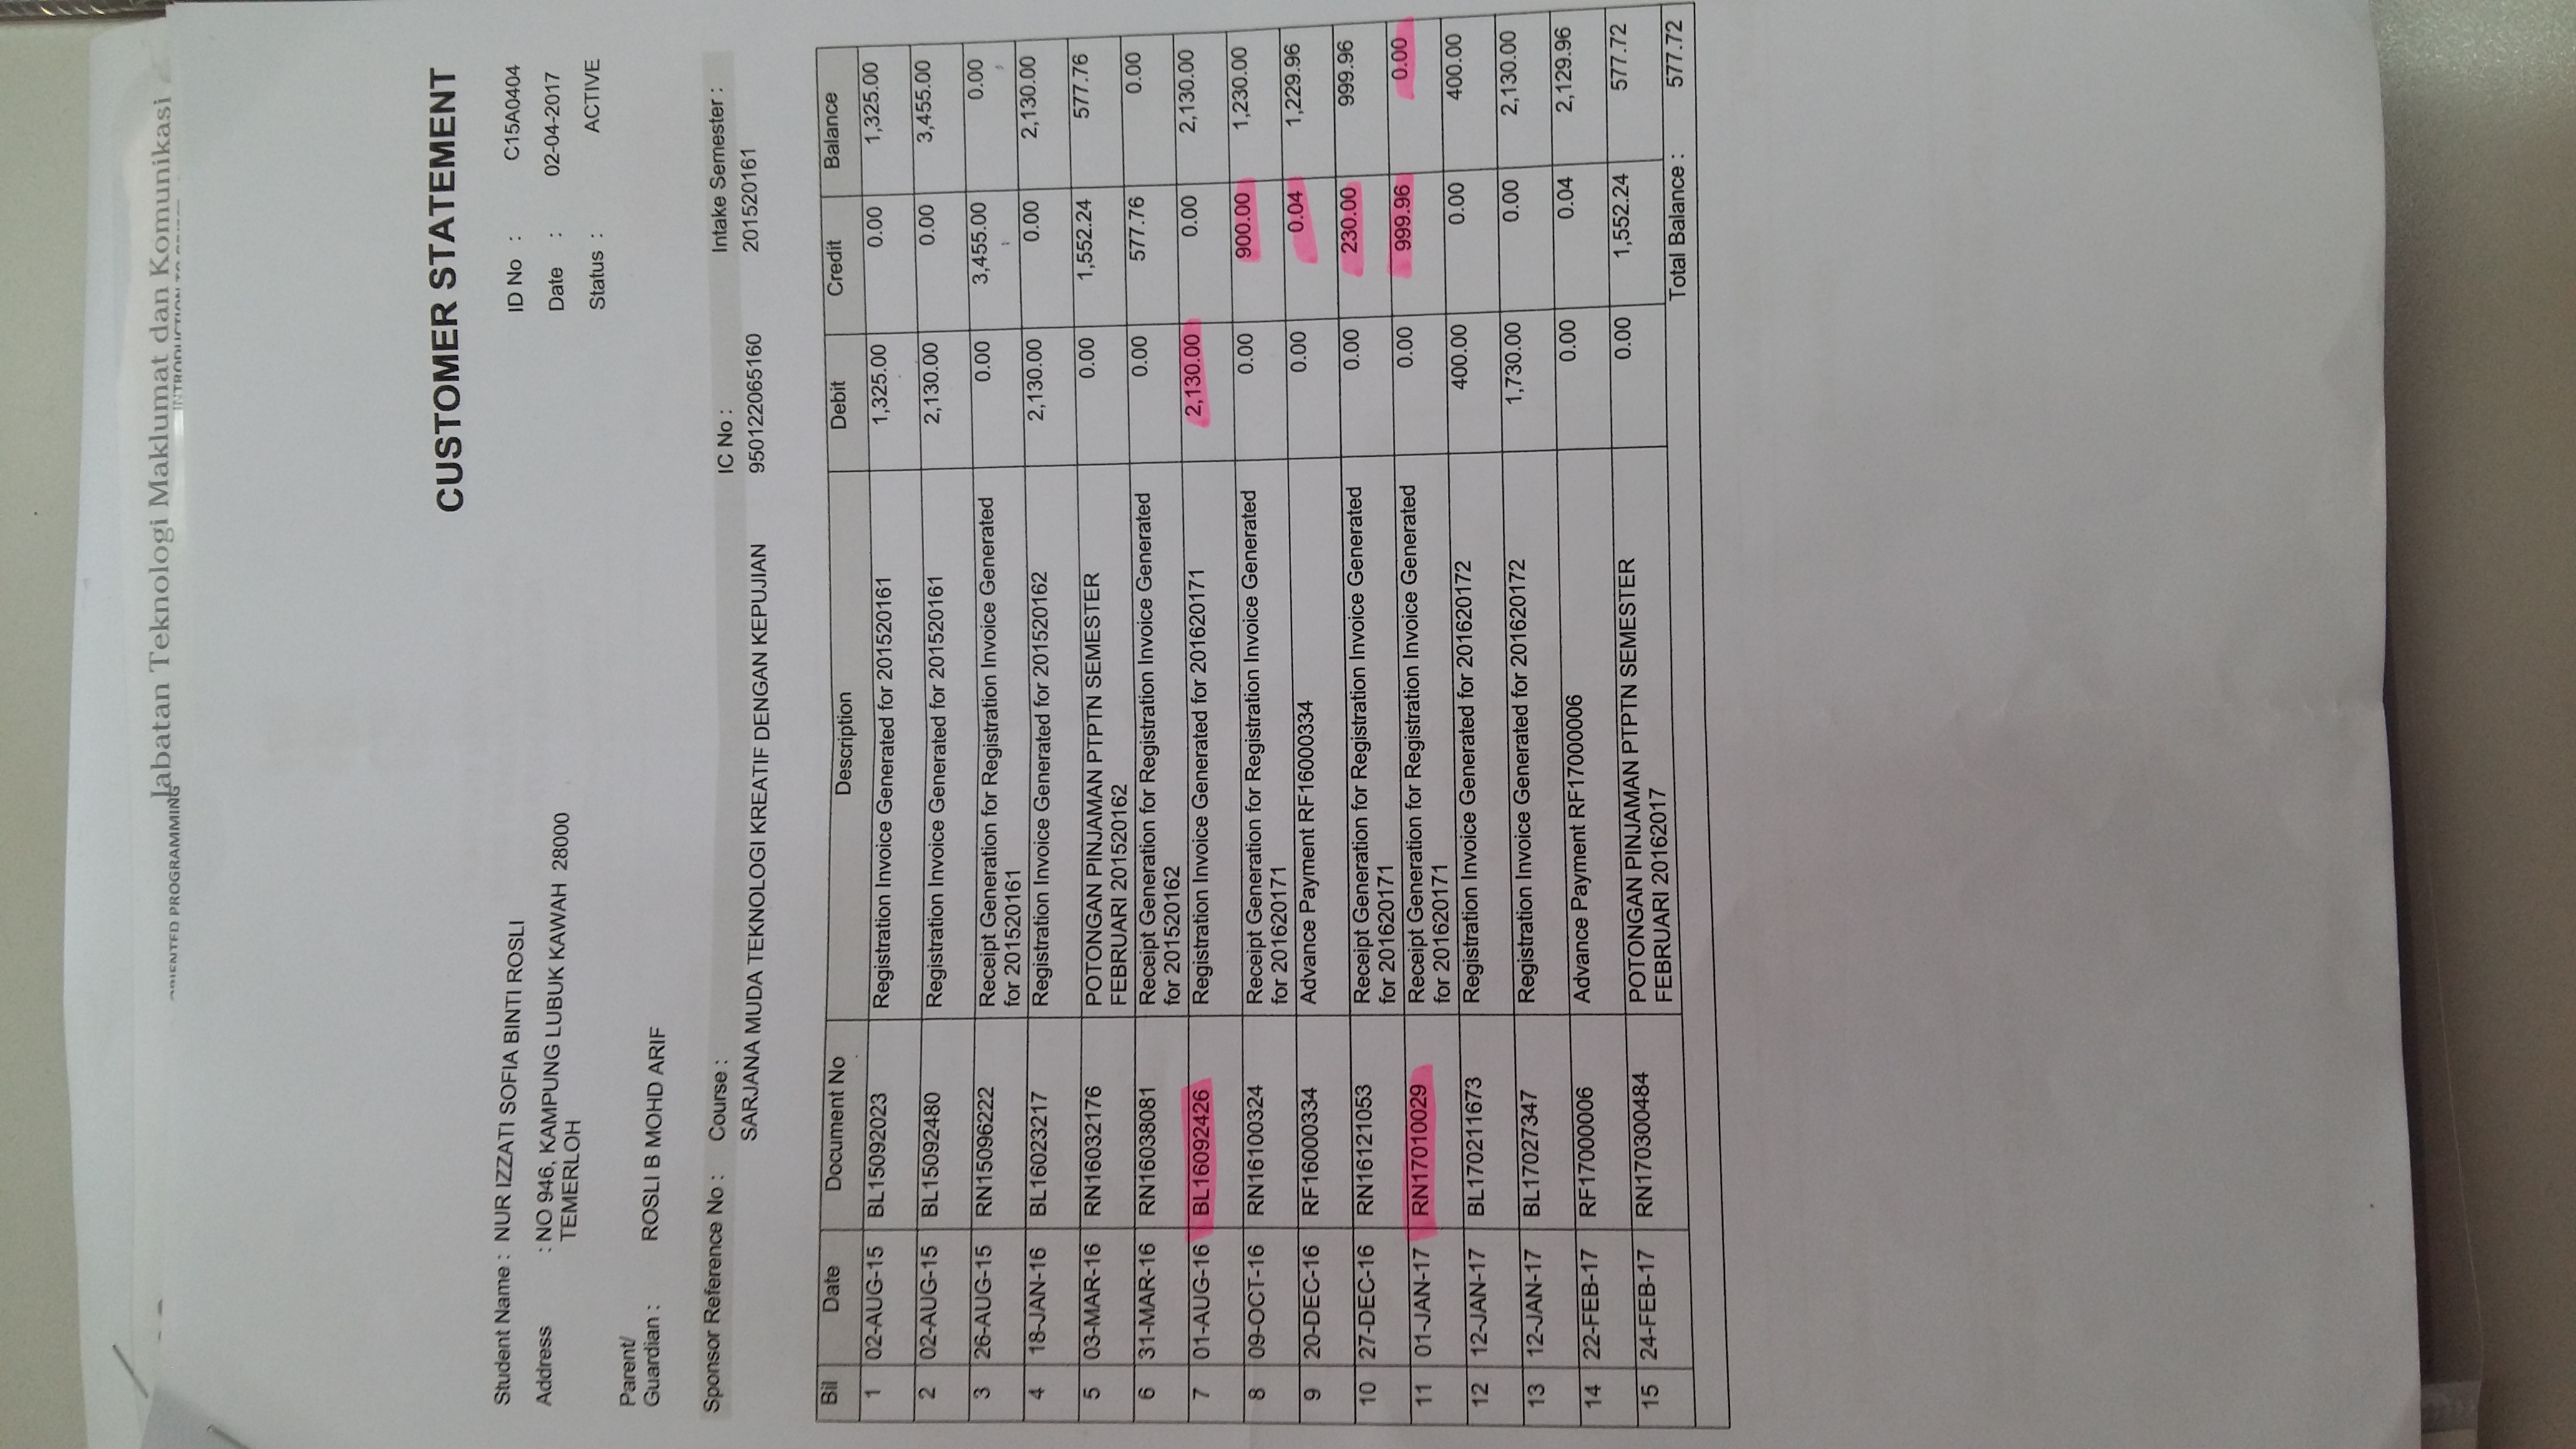 Jabatan Teknologi Maklumat dan Komunikasi
ORIENTED PROGRAMMING
INTRODUCTION TO
CUSTOMER STATEMENT
Student Name : NUR IZZATI SOFIA BINTI ROSLI
ID No : C15A0404
Address : NO 946, KAMPUNG LUBUK KAWAH 28000
TEMERLOH
Date : 02-04-2017
Status : ACTIVE
Parent/
Guardian : ROSLI B MOHD ARIF
Sponsor Reference No : Course : IC No : Intake Semester :
SARJANA MUDA TEKNOLOGI KREATIF DENGAN KEPUJIAN 950122065160 201520161
Bil Date Document No Description Debit Credit Balance
1 02-AUG-15 BL15092023 Registration Invoice Generated for 201520161 1,325.00 0.00 1,325.00
2 02-AUG-15 BL15092480 Registration Invoice Generated for 201520161 2,130.00 0.00 3,455.00
3 26-AUG-15 RN15096222 Receipt Generation for Registration Invoice Generated 0.00 3,455.00 0.00
for 201520161
4 18-JAN-16 BL16023217 Registration Invoice Generated for 201520162 2,130.00 0.00 2,130.00
5 03-MAR-16 RN16032176 POTONGAN PINJAMAN PTPTN SEMESTER 0.00 1,552.24 577.76
FEBRUARI 201520162
6 31-MAR-16 RN16038081 Receipt Generation for Registration Invoice Generated 0.00 577.76 0.00
for 201520162
7 01-AUG-16 BL16092426 Registration Invoice Generated for 201620171 2,130.00 0.00 2,130.00
8 09-OCT-16 RN16100324 Receipt Generation for Registration Invoice Generated 0.00 900.00 1,230.00
for 201620171
9 20-DEC-16 RF16000334 Advance Payment RF16000334 0.00 0.04 1,229.96
10 27-DEC-16 RN16121053 Receipt Generation for Registration Invoice Generated 0.00 230.00 999.96
for 201620171
11 01-JAN-17 RN17010029 Receipt Generation for Registration Invoice Generated 0.00 999.96 0.00
for 201620171
12 12-JAN-17 BL170211673 Registration Invoice Generated for 201620172 400.00 0.00 400.00
13 12-JAN-17 BL17027347 Registration Invoice Generated for 201620172 1,730.00 0.00 2,130.00
14 22-FEB-17 RF17000006 Advance Payment RF17000006 0.00 0.04 2,129.96
15 24-FEB-17 RN170300484 POTONGAN PINJAMAN PTPTN SEMESTER 0.00 1,552.24 577.72
FEBRUARI 20162017
Total Balance : 577.72